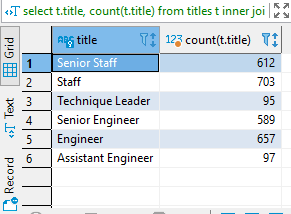 select t.title, count(t.title) from titles t inner joi
Grid
Text
Record
title
123 count(t.title)
1 Senior Staff 612
2 Staff 703
3 Technique Leader 95
4 Senior Engineer 589
5 Engineer 657
6 Assistant Engineer 97